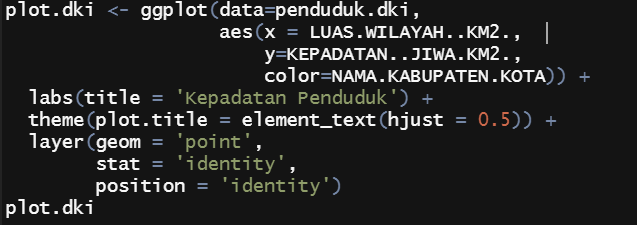 plot.dki <- ggplot(data=penduduk.dki,
                   aes(x = LUAS.WILAYAH..KM2.,
                       y=KEPADATAN..JIWA.KM2.,
                       color=NAMA.KABUPATEN.KOTA)) +
  labs(title = 'Kepadatan Penduduk') +
  theme(plot.title = element_text(hjust = 0.5)) +
  layer(geom = 'point',
        stat = 'identity',
        position = 'identity')
plot.dki